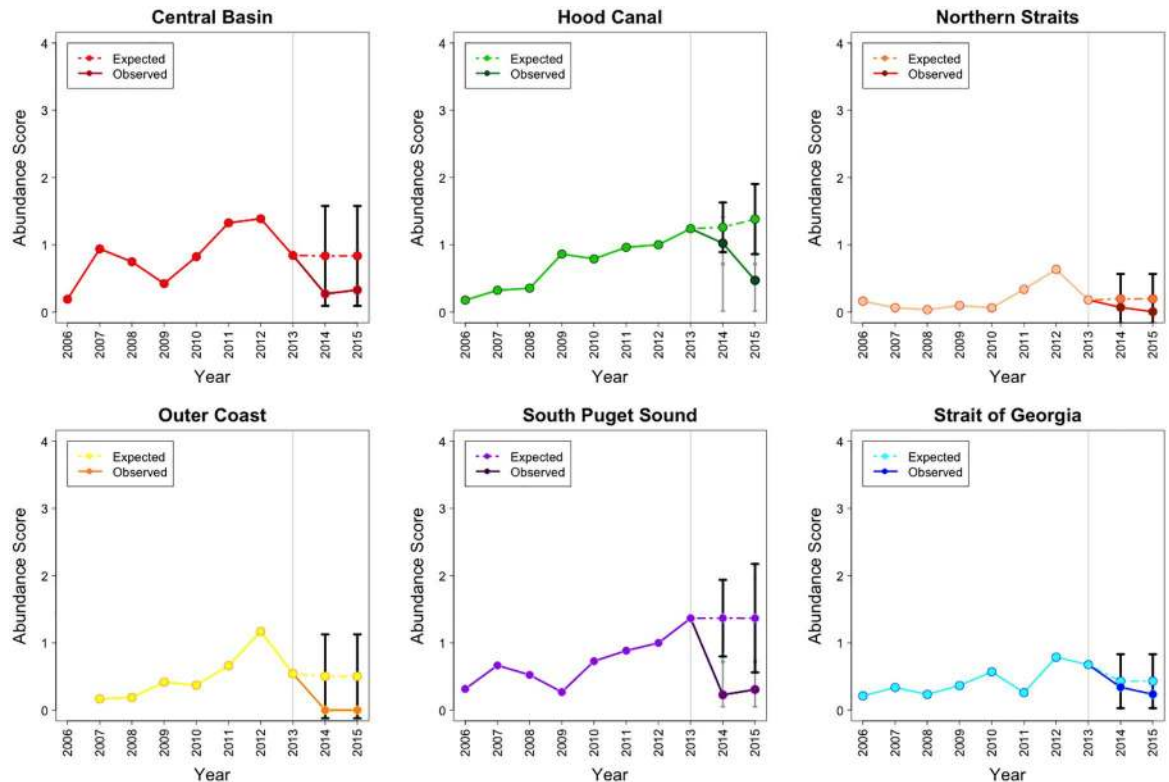 Central Basin
Hood Canal
Northern Straits
Expected
Observed
Expected
Observed
Expected
Observed
Abundance Score
4
3
2
1
0
Abundance Score
4
3
2
1
0
Abundance Score
4
3
2
1
0
2006 2007 2008 2009 2010 2011 2012 2013 2014 2015
2006 2007 2008 2009 2010 2011 2012 2013 2014 2015
2006 2007 2008 2009 2010 2011 2012 2013 2014 2015
Year
Year
Year
Outer Coast
South Puget Sound
Strait of Georgia
Expected
Observed
Expected
Observed
Expected
Observed
Abundance Score
4
3
2
1
0
Abundance Score
4
3
2
1
0
Abundance Score
4
3
2
1
0
2006 2007 2008 2009 2010 2011 2012 2013 2014 2015
2006 2007 2008 2009 2010 2011 2012 2013 2014 2015
2006 2007 2008 2009 2010 2011 2012 2013 2014 2015
Year
Year
Year